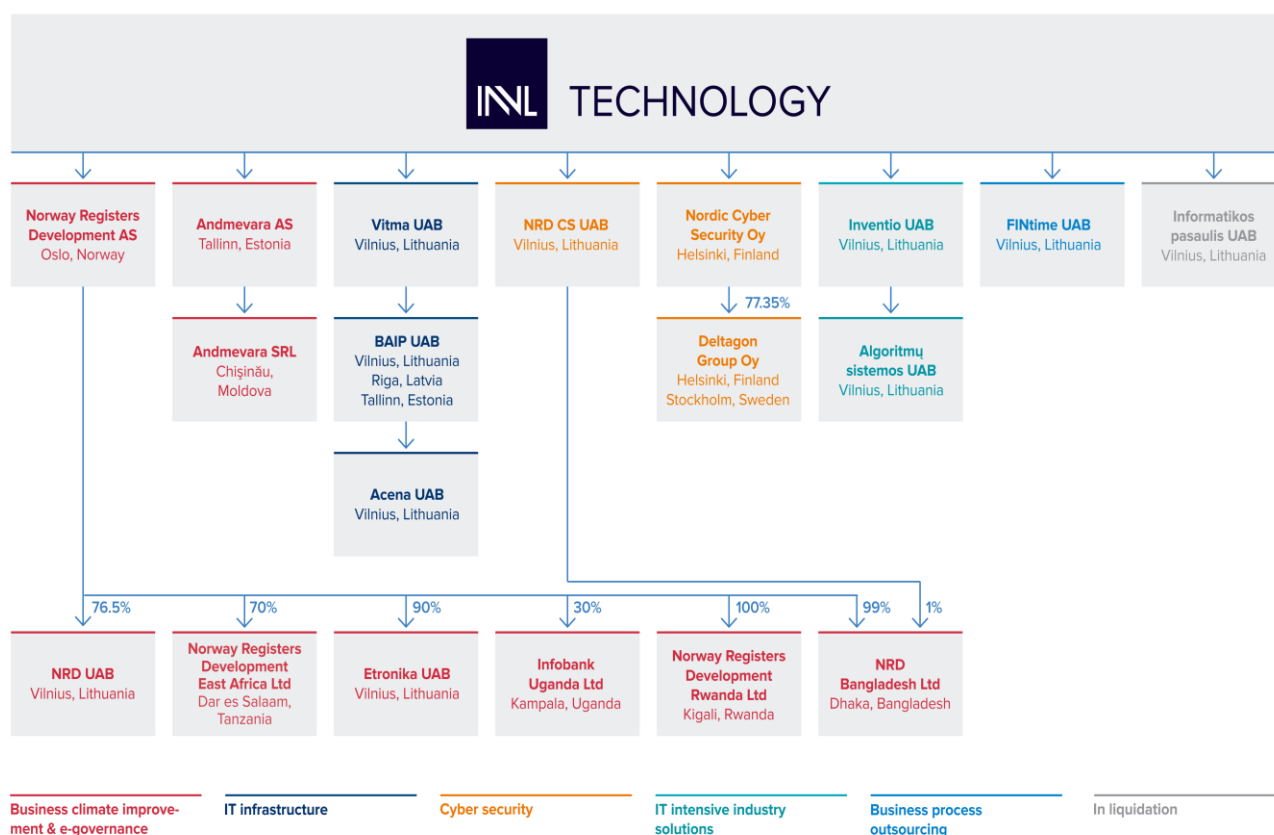 INVL TECHNOLOGY
Norway Registers
Development AS
Oslo, Norway
Andmevara AS
Tallinn, Estonia
Vitma UAB
Vilnius, Lithuania
NRD CS UAB
Vilnius, Lithuania
Nordic Cyber
Security Oy
Helsinki, Finland
Inventio UAB
Vilnius, Lithuania
FINtime UAB
Vilnius, Lithuania
Informatikos
pasaulis UAB
Vilnius, Lithuania
77.35%
Andmevara SRL
Chişinău,
Moldova
BAIP UAB
Vilnius, Lithuania
Riga, Latvia
Tallinn, Estonia
Deltagon
Group Oy
Helsinki, Finland
Stockholm, Sweden
Algoritmų
sistemos UAB
Vilnius, Lithuania
Acena UAB
Vilnius, Lithuania
76.5%
70%
90%
30%
100%
99%
1%
NRD UAB
Vilnius, Lithuania
Norway Registers
Development
East Africa Ltd
Dar es Salaam,
Tanzania
Etronika UAB
Vilnius, Lithuania
Infobank
Uganda Ltd
Kampala, Uganda
Norway Registers
Development
Rwanda Ltd
Kigali, Rwanda
NRD
Bangladesh Ltd
Dhaka, Bangladesh
Business climate improve-
ment & e-governance
IT infrastructure
Cyber security
IT intensive industry
solutions
Business process
outsourcing
In liquidation